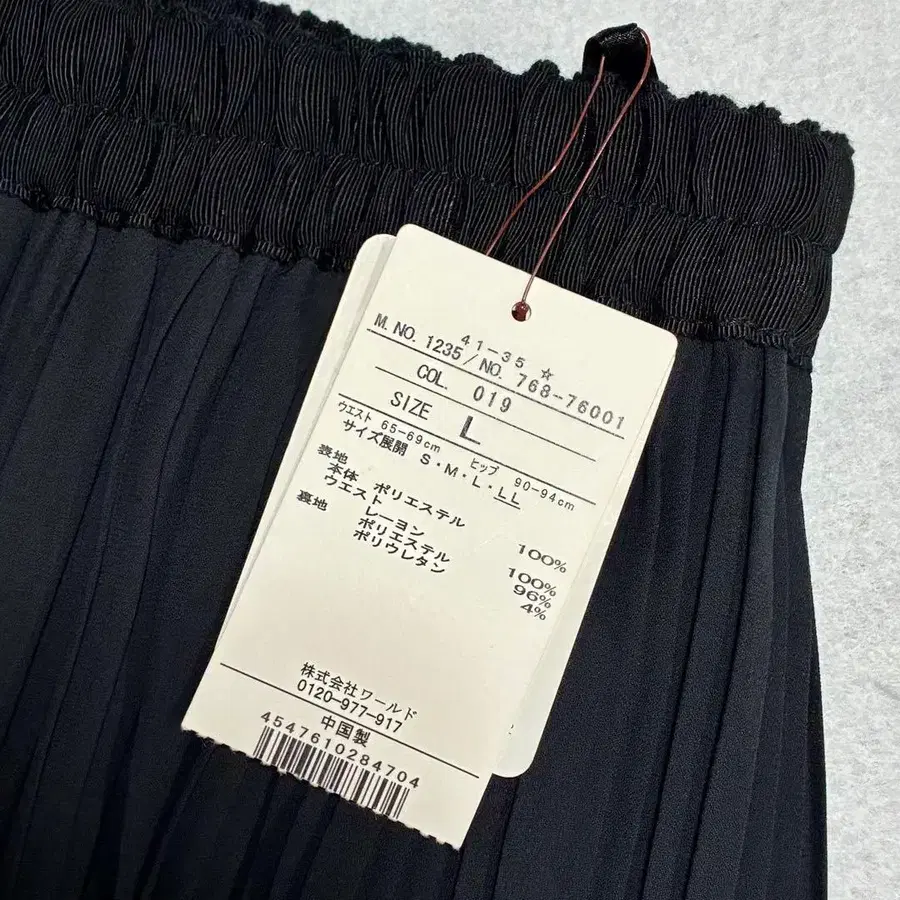 41-35 ☆
M. NO. 1235/NO. 768-76001
COL. 019
SIZE L
ウエスト 65-69cm ヒップ 90-94cm
サイズ展開 S・M・L・LL
表地
本体 ポリエステル 100%
ウエスト レーヨン 100%
裏地 ポリエステル 96%
ポリウレタン 4%
株式会社ワールド
0120-977-917
中国製
4547610284704